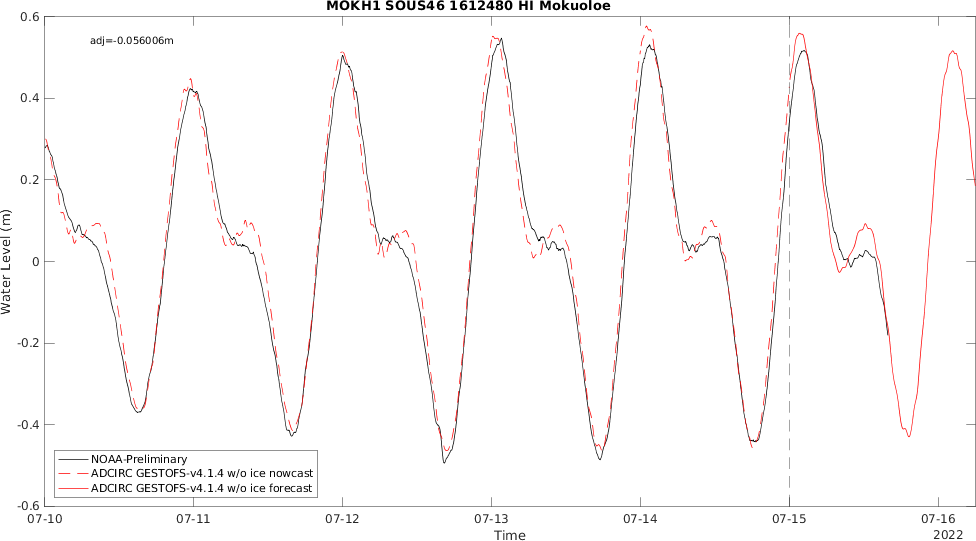 MOKH1 SOUS46 1612480 HI Mokuoloe
adj=-0.056006m
0.6
0.4
0.2
0
-0.2
-0.4
-0.6
Water Level (m)
NOAA-Preliminary
ADCIRC GESTOFS-v4.1.4 w/o ice nowcast
ADCIRC GESTOFS-v4.1.4 w/o ice forecast
07-10 07-11 07-12 07-13 07-14 07-15 07-16
Time
2022